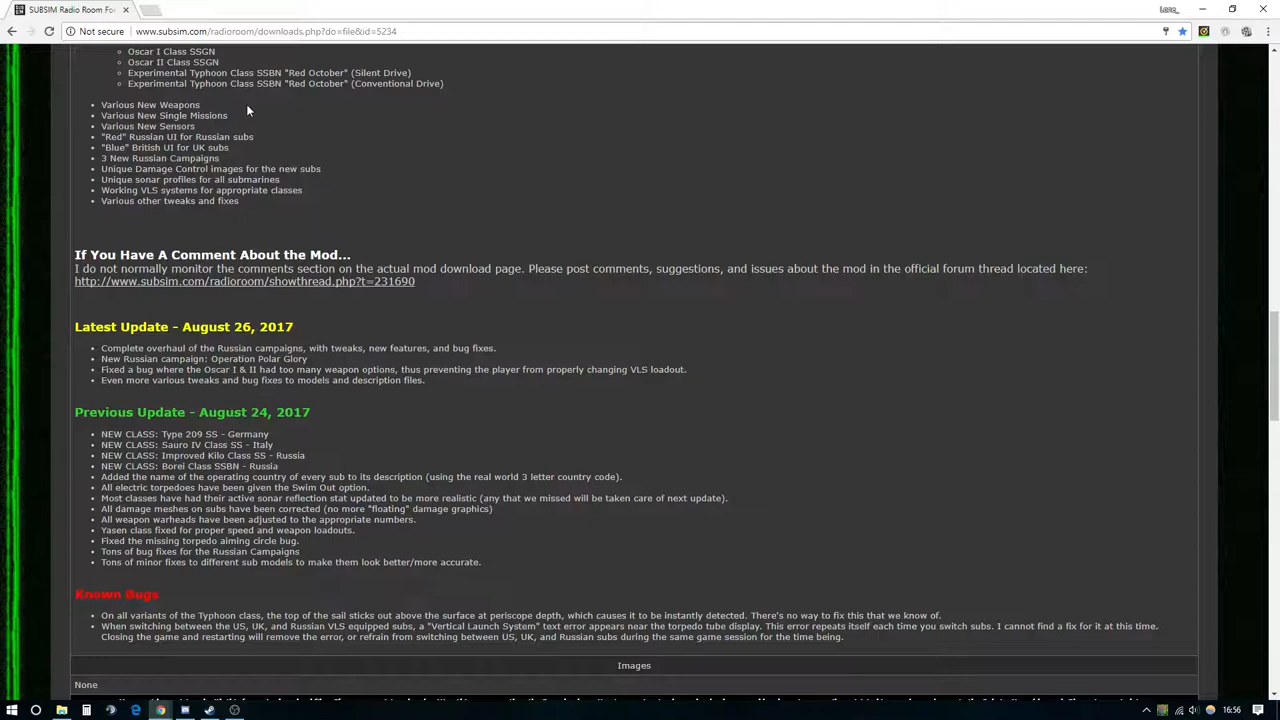 SUBSIM Radio Room For
Leng_
Not secure
www.subsim.com/radioroom/downloads.php?do=file&id=5234
Oscar I Class SSGN
Oscar II Class SSGN
Experimental Typhoon Class SSBN "Red October" (Silent Drive)
Experimental Typhoon Class SSBN "Red October" (Conventional Drive)
Various New Weapons
Various New Single Missions
Various New Sensors
"Red" Russian UI for Russian subs
"Blue" British UI for UK subs
3 New Russian Campaigns
Unique Damage Control images for the new subs
Unique sonar profiles for all submarines
Working VLS systems for appropriate classes
Various other tweaks and fixes
If You Have A Comment About the Mod...
I do not normally monitor the comments section on the actual mod download page. Please post comments, suggestions, and issues about the mod in the official forum thread located here:
http://www.subsim.com/radioroom/showthread.php?t=231690
Latest Update - August 26, 2017
Complete overhaul of the Russian campaigns, with tweaks, new features, and bug fixes.
New Russian campaign: Operation Polar Glory
Fixed a bug where the Oscar I & II had too many weapon options, thus preventing the player from properly changing VLS loadout.
Even more various tweaks and bug fixes to models and description files.
Previous Update - August 24, 2017
NEW CLASS: Type 209 SS - Germany
NEW CLASS: Sauro IV Class SS - Italy
NEW CLASS: Improved Kilo Class SS - Russia
NEW CLASS: Borei Class SSBN - Russia
Added the name of the operating country of every sub to its description (using the real world 3 letter country code).
All electric torpedoes have been given the Swim Out option.
Most classes have had their active sonar reflection stat updated to be more realistic (any that we missed will be taken care of next update).
All damage meshes on subs have been corrected (no more "floating" damage graphics)
All weapon warheads have been adjusted to the appropriate numbers.
Yasen class fixed for proper speed and weapon loadouts.
Fixed the missing torpedo aiming circle bug.
Tons of bug fixes for the Russian Campaigns
Tons of minor fixes to different sub models to make them look better/more accurate.
Known Bugs
On all variants of the Typhoon class, the top of the sail sticks out above the surface at periscope depth, which causes it to be instantly detected. There's no way to fix this that we know of.
When switching between the US, UK, and Russian VLS equipped subs, a "Vertical Launch System" text error appears near the torpedo tube display. This error repeats itself each time you switch subs. I cannot find a fix for it at this time.
Closing the game and restarting will remove the error, or refrain from switching between US, UK, and Russian subs during the same game session for the time being.
Images
None
16:56